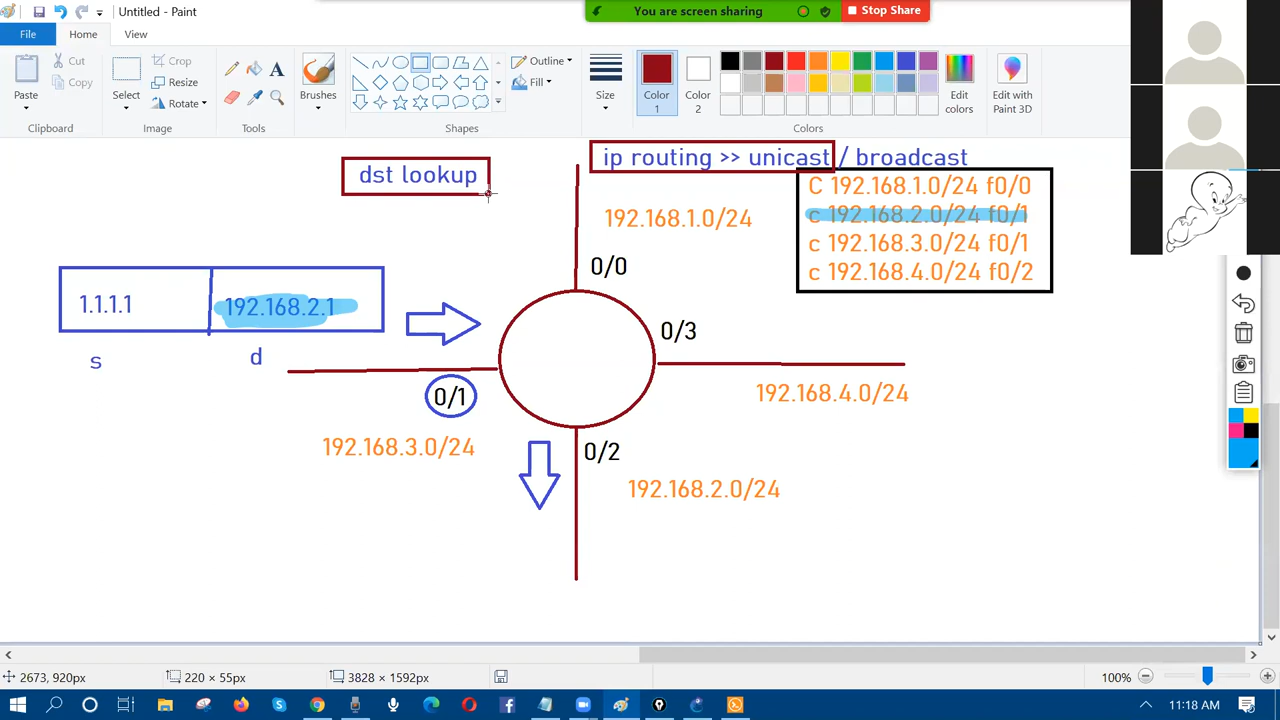 Untitled - Paint
You are screen sharing
Stop Share
File
Home
View
Paste
Cut
Copy
Clipboard
Select
Crop
Resize
Rotate
Image
Tools
Brushes
Outline
Fill
Shapes
Size
Color
1
Color
2
Edit
colors
Edit with
Paint 3D
Colors
dst lookup
ip routing >> unicast / broadcast
C 192.168.1.0/24 f0/0
c 192.168.2.0/24 f0/1
c 192.168.3.0/24 f0/1
c 192.168.4.0/24 f0/2
192.168.1.0/24
0/0
1.1.1.1
192.168.2.1
0/3
s
d
0/1
192.168.4.0/24
192.168.3.0/24
0/2
192.168.2.0/24
2673, 920px
220 × 55px
3828 × 1592px
100%
11:18 AM